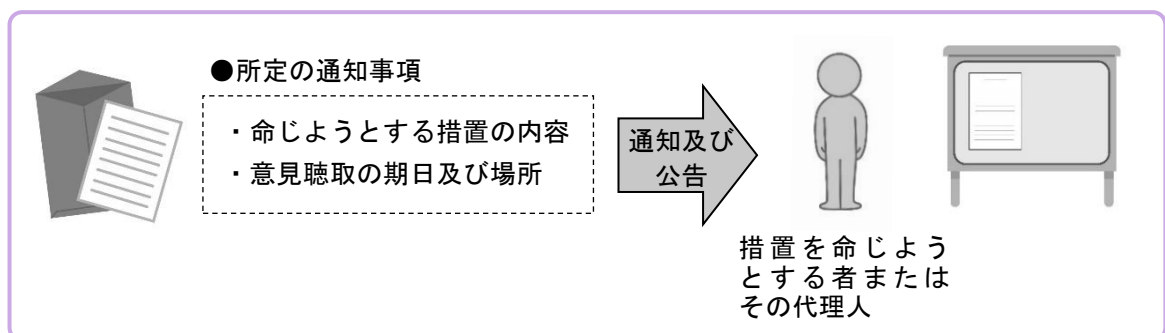 ●所定の通知事項
・命じようとする措置の内容
・意見聴取の期日及び場所
通知及び
公告
措置を命じよう
とする者または
その代理人